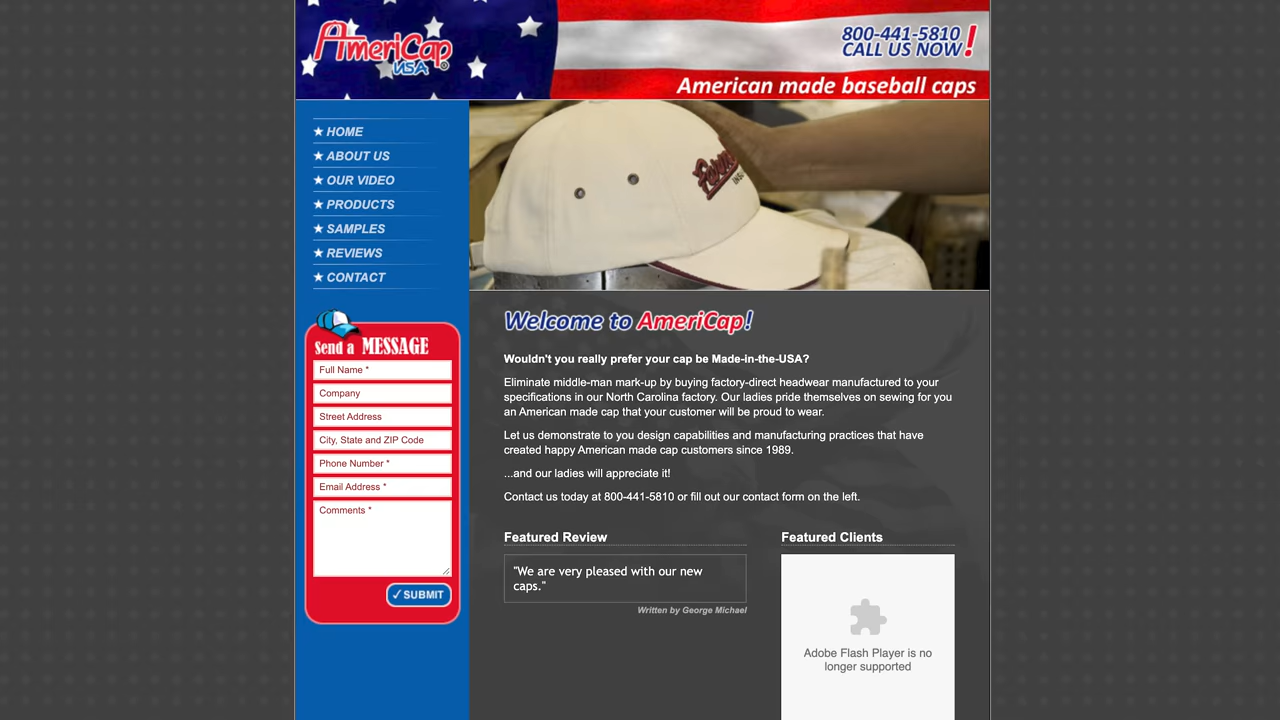 AmeriCap
USA
800-441-5810
CALL US NOW!
American made baseball caps
HOME
ABOUT US
OUR VIDEO
PRODUCTS
SAMPLES
REVIEWS
CONTACT
Send a MESSAGE
Full Name *
Company
Street Address
City, State and ZIP Code
Phone Number *
Email Address *
Comments *
✓SUBMIT
Welcome to AmeriCap!
Wouldn't you really prefer your cap be Made-in-the-USA?
Eliminate middle-man mark-up by buying factory-direct headwear manufactured to your
specifications in our North Carolina factory. Our ladies pride themselves on sewing for you
an American made cap that your customer will be proud to wear.
Let us demonstrate to you design capabilities and manufacturing practices that have
created happy American made cap customers since 1989.
...and our ladies will appreciate it!
Contact us today at 800-441-5810 or fill out our contact form on the left.
Featured Review
"We are very pleased with our new
caps."
Written by George Michael
Featured Clients
Adobe Flash Player is no
longer supported